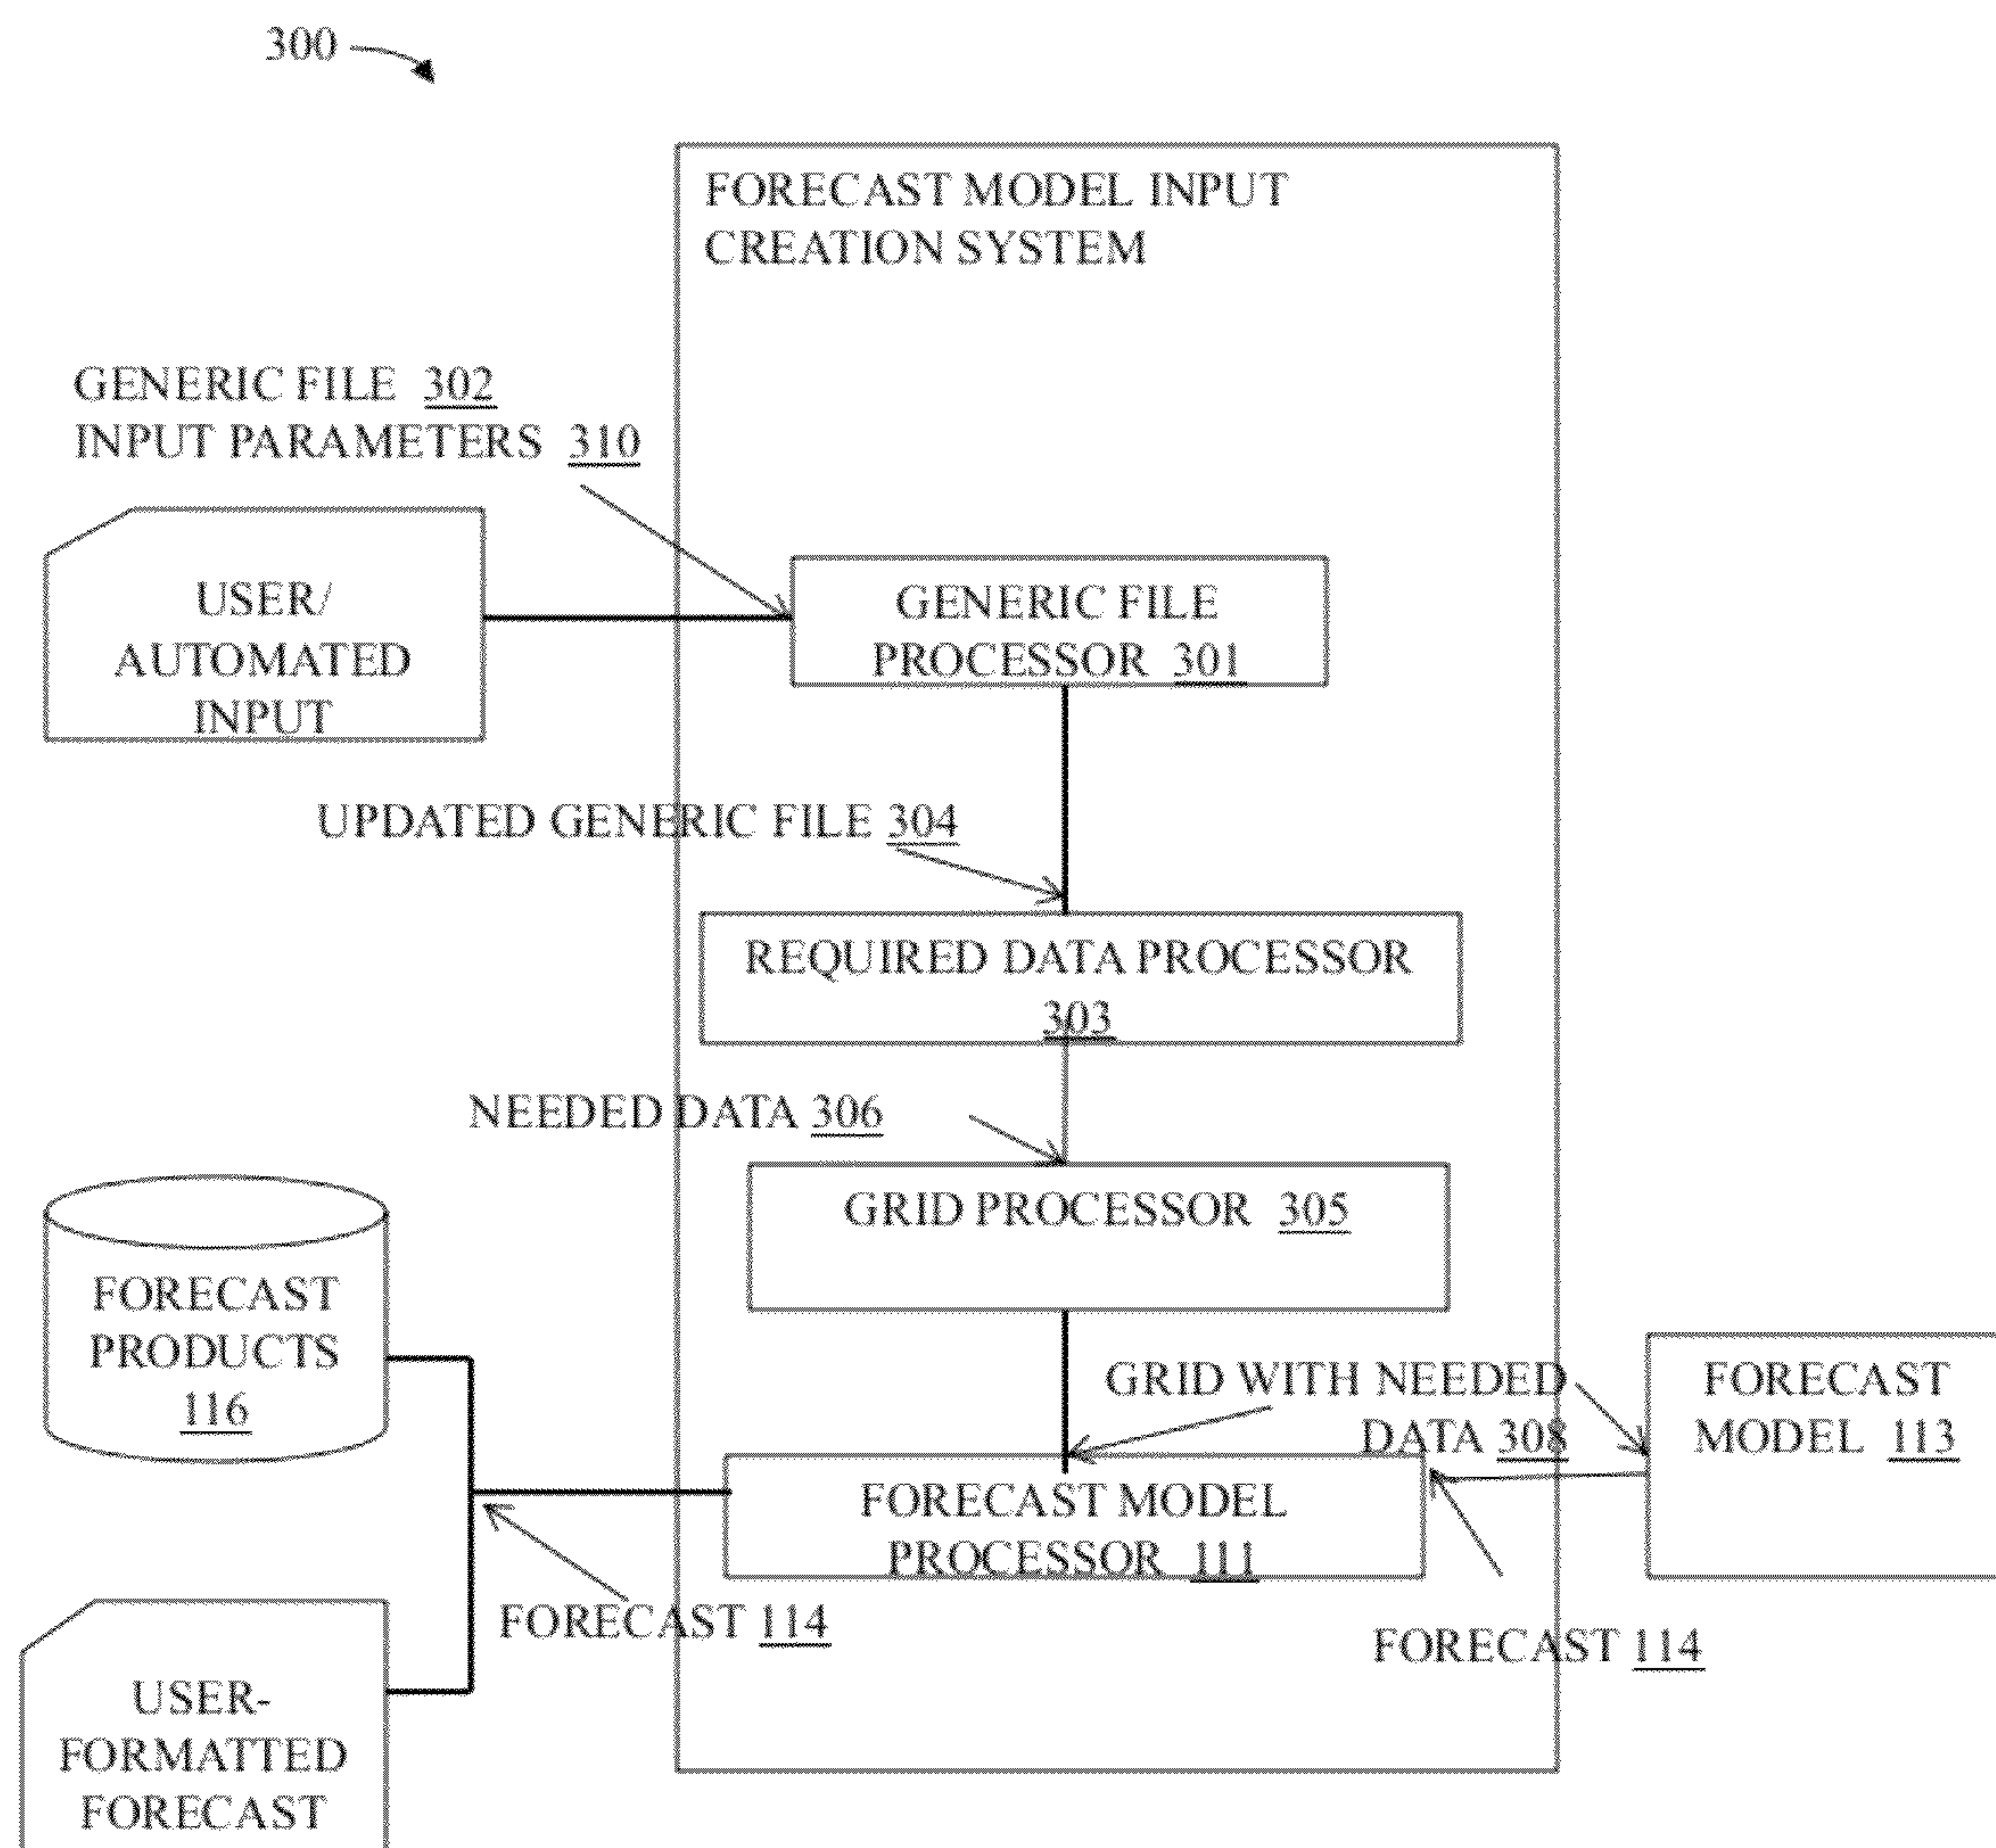 300
FORECAST MODEL INPUT
CREATION SYSTEM
GENERIC FILE 302
INPUT PARAMETERS 310
USER/
AUTOMATED
INPUT
GENERIC FILE
PROCESSOR 301
UPDATED GENERIC FILE 304
REQUIRED DATA PROCESSOR
303
NEEDED DATA 306
GRID PROCESSOR 305
FORECAST
PRODUCTS
116
GRID WITH NEEDED
DATA 308
FORECAST
MODEL 113
FORECAST MODEL
PROCESSOR 111
FORECAST 114
FORECAST 114
USER-
FORMATTED
FORECAST